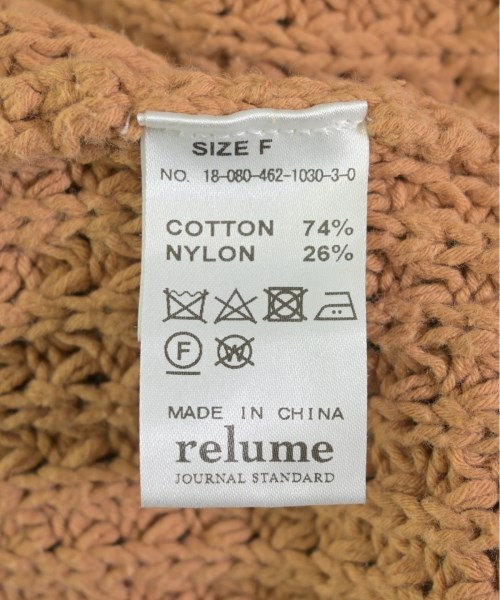 SIZE F
NO. 18-080-462-1030-3-0
COTTON 74%
NYLON 26%
F W
MADE IN CHINA
relume
JOURNAL STANDARD